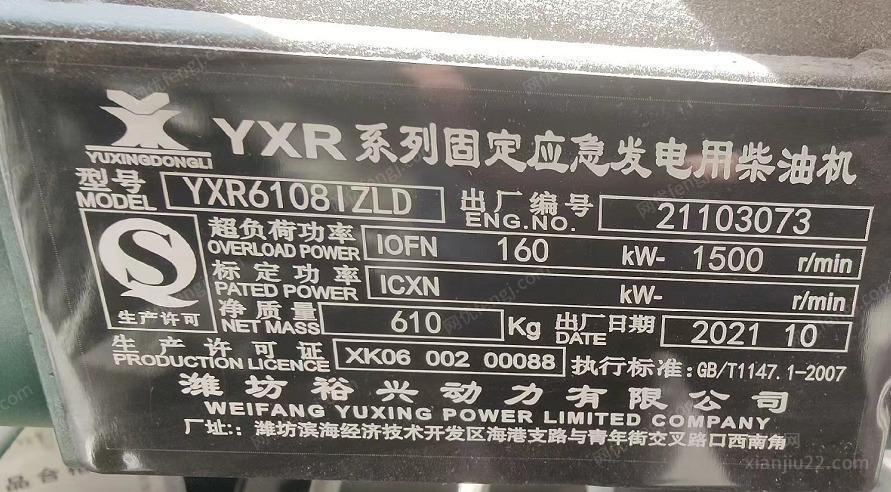 YUXINGDONGLI
YXR 系列固定应急发电用柴油机
型号 MODEL YXR6108IZLD 出厂编号 ENG.NO. 21103073
超负荷功率 OVERLOAD POWER IOFN 160 kW- 1500 r/min
标定功率 PATED POWER ICXN kW- r/min
生产许可
净质量 NET MASS 610 Kg 出厂日期 DATE 2021 10
生产许可证 PRODUCTION LICENCE XK06 002 00088 执行标准:GB/T1147.1-2007
潍坊裕兴动力有限公司
WEIFANG YUXING POWER LIMITED COMPANY
厂址:：潍坊滨海经济技术开发区海港支路与青年街交叉路口西南角
xianjiu22.com